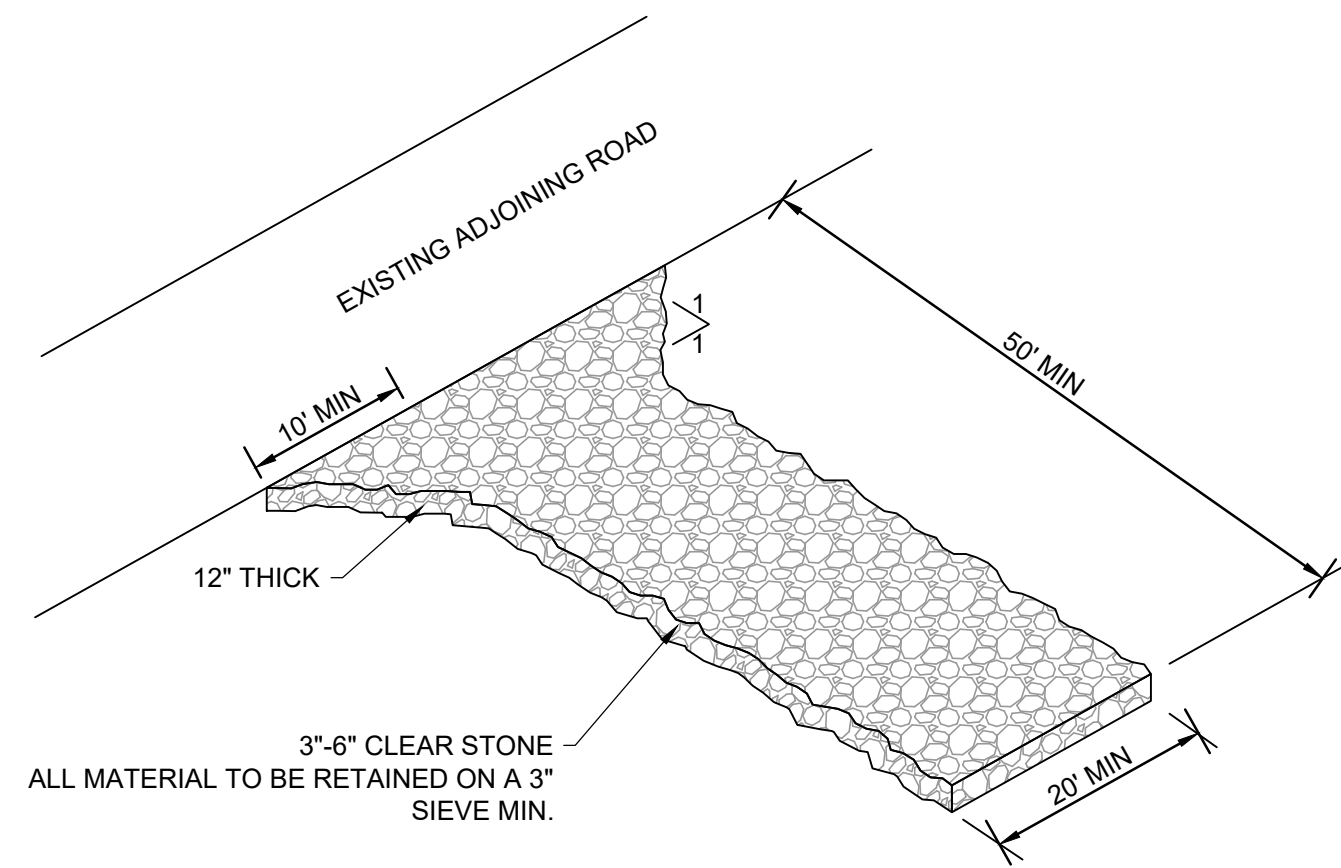 EXISTING ADJOINING ROAD
1
1
50' MIN
10' MIN
12" THICK
3"-6" CLEAR STONE
ALL MATERIAL TO BE RETAINED ON A 3"
SIEVE MIN.
20' MIN